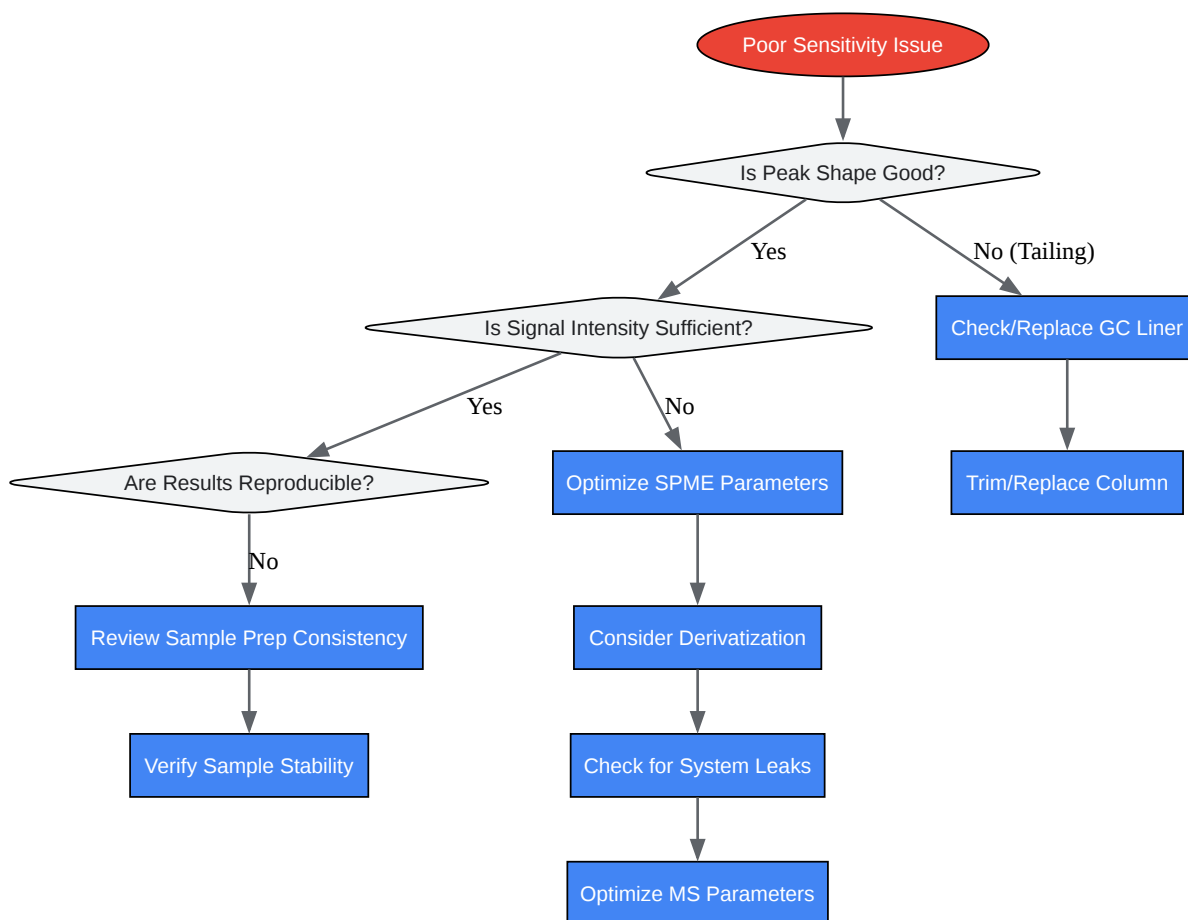 Poor Sensitivity Issue
Is Peak Shape Good?
Yes
No (Tailing)
Is Signal Intensity Sufficient?
Check/Replace GC Liner
Yes
No
Are Results Reproducible?
Optimize SPME Parameters
Trim/Replace Column
No
Review Sample Prep Consistency
Consider Derivatization
Verify Sample Stability
Check for System Leaks
Optimize MS Parameters